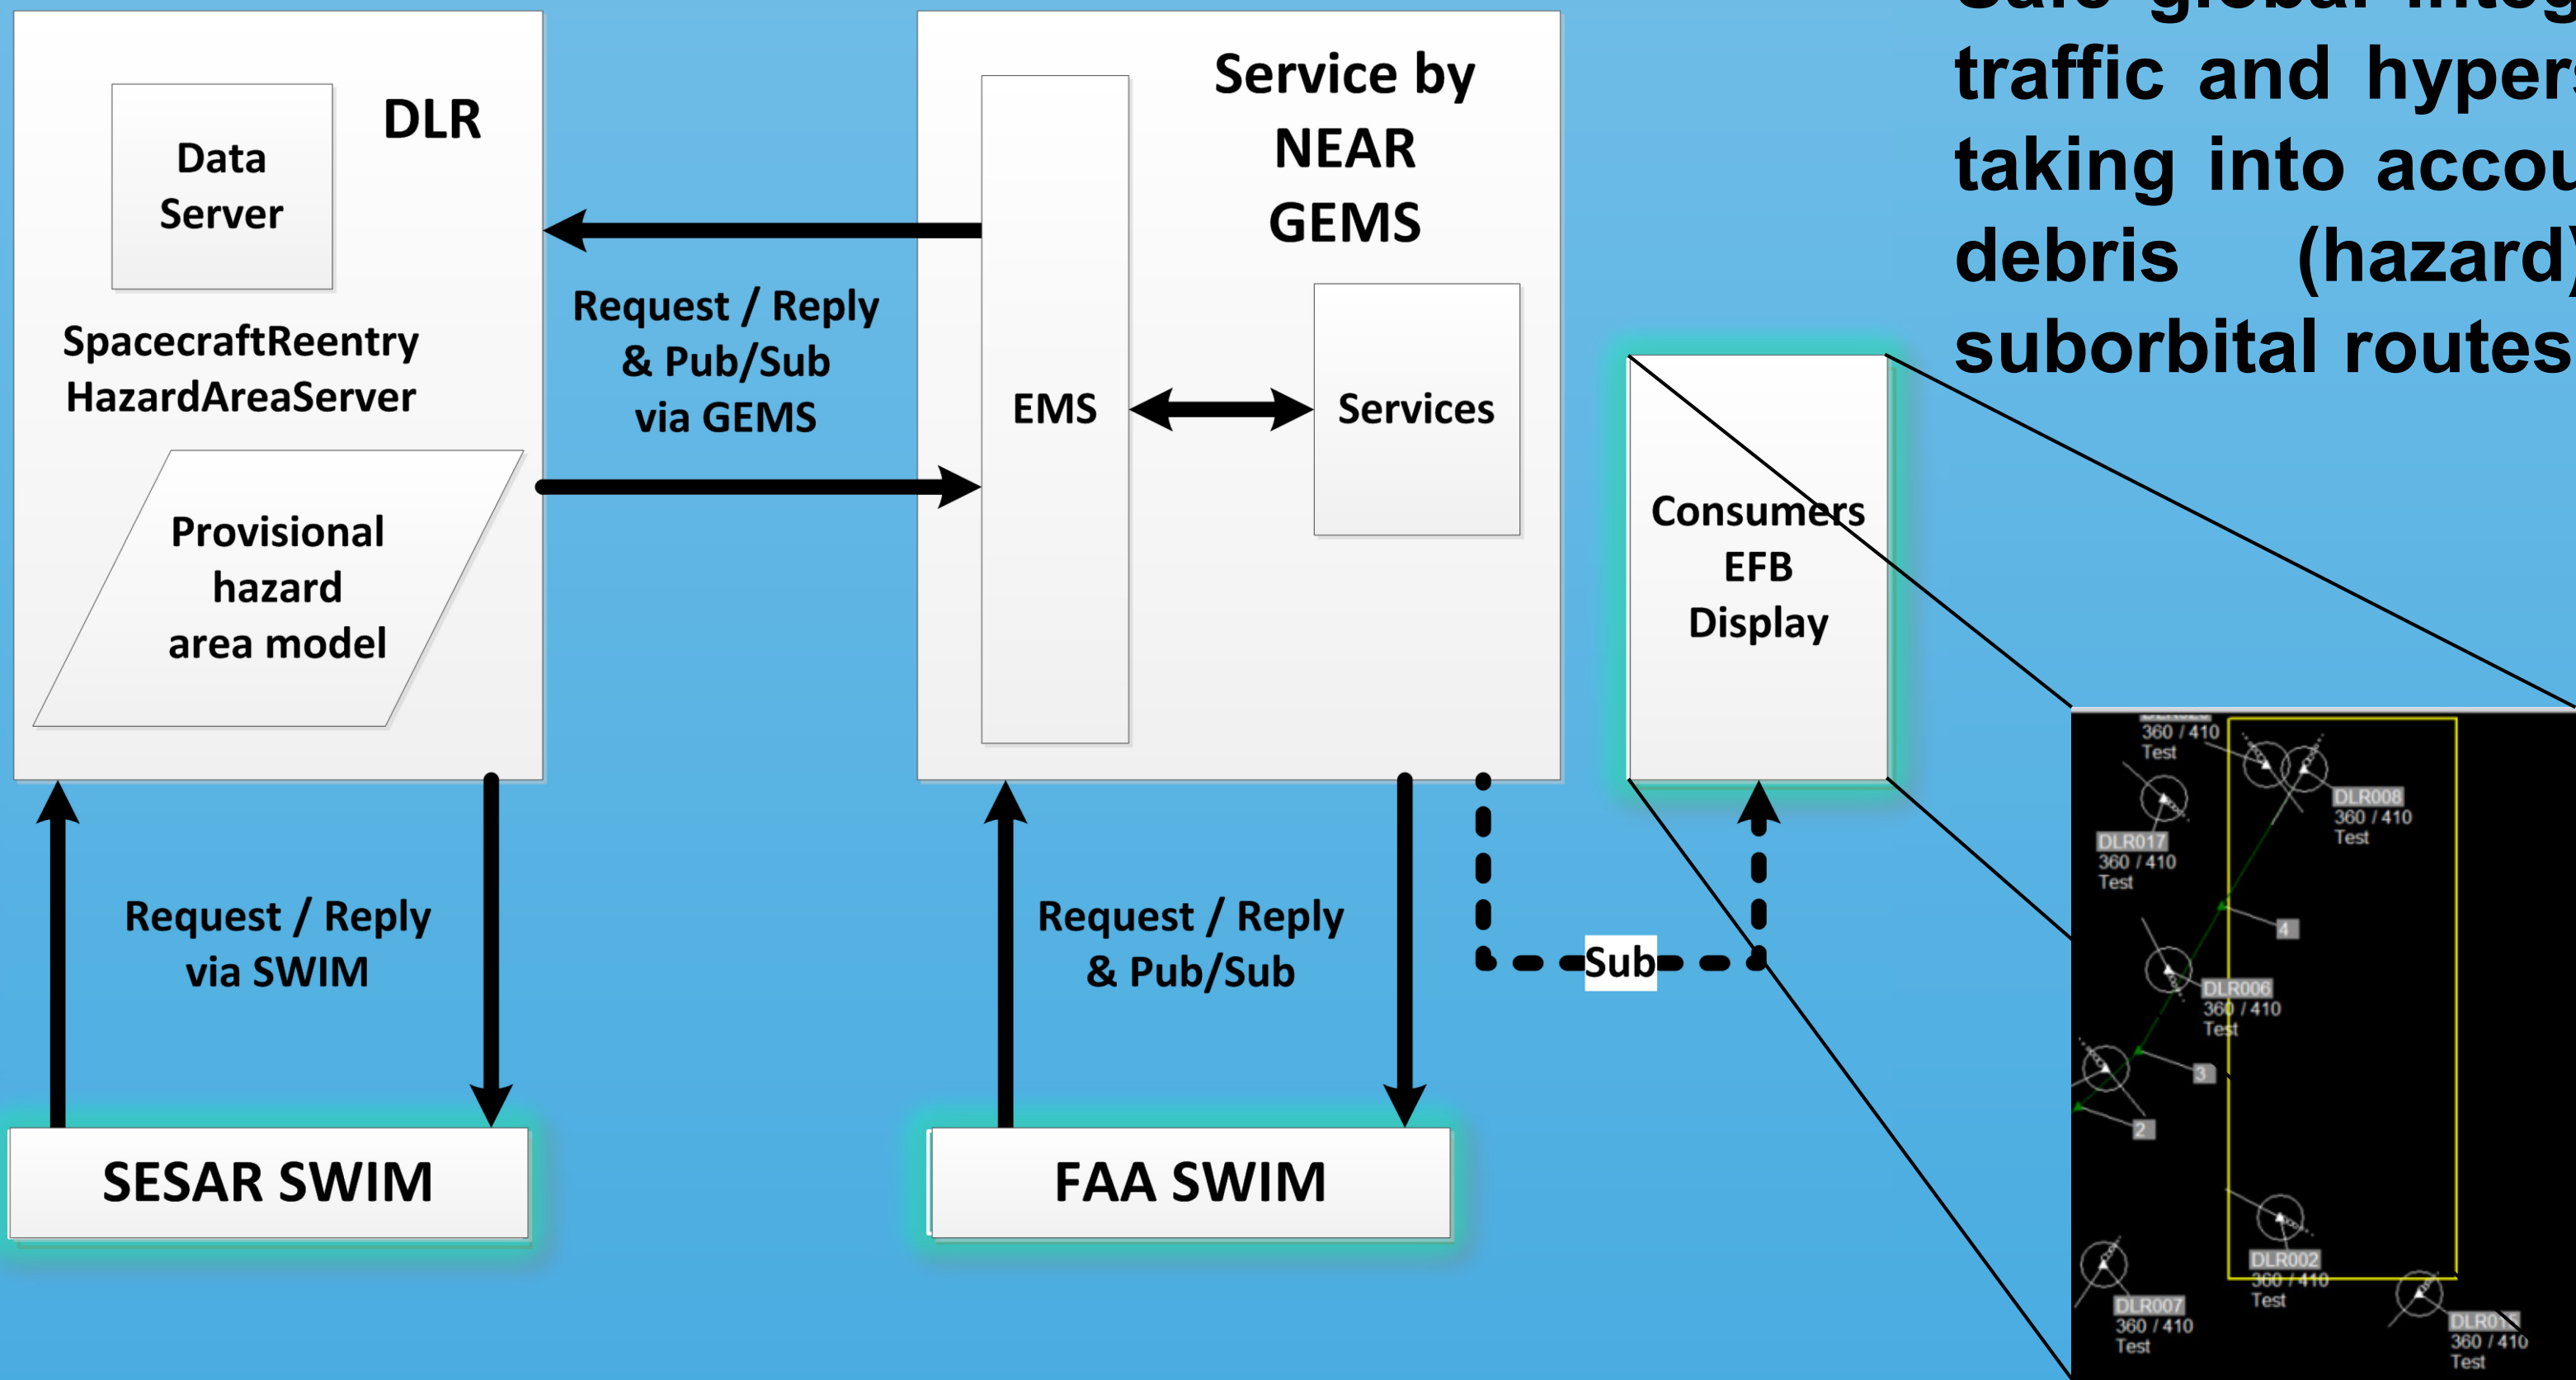 DLR
Data
Server
SpacecraftReentry
HazardAreaServer
Provisional
hazard
area model
Request / Reply
& Pub/Sub
via GEMS
Service by
NEAR
GEMS
EMS
Services
Consumers
EFB
Display
traffic and
taking into
debris (hazard)
suborbital routes
Request / Reply
via SWIM
Request / Reply
& Pub/Sub
Sub
SESAR SWIM
FAA SWIM
360 / 410
Test
DLR008
360 / 410
Test
DLR017
360 / 410
Test
4
DLR006
360 / 410
Test
3
2
DLR002
360 / 410
Test
DLR007
360 / 410
Test
DLR015
360 / 410
Test